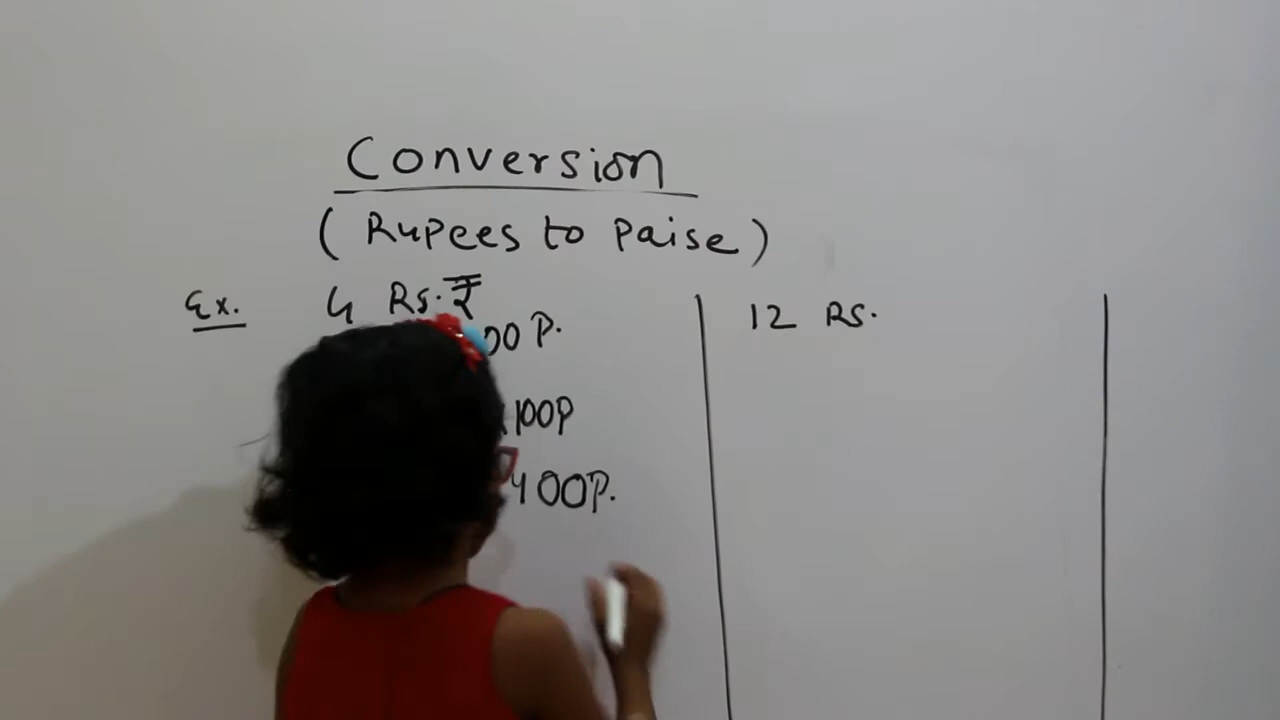 Conversion
(Rupees to Paise)
Ex. 4 Rs. ₹
00 P.
100P
400P.
12 Rs.